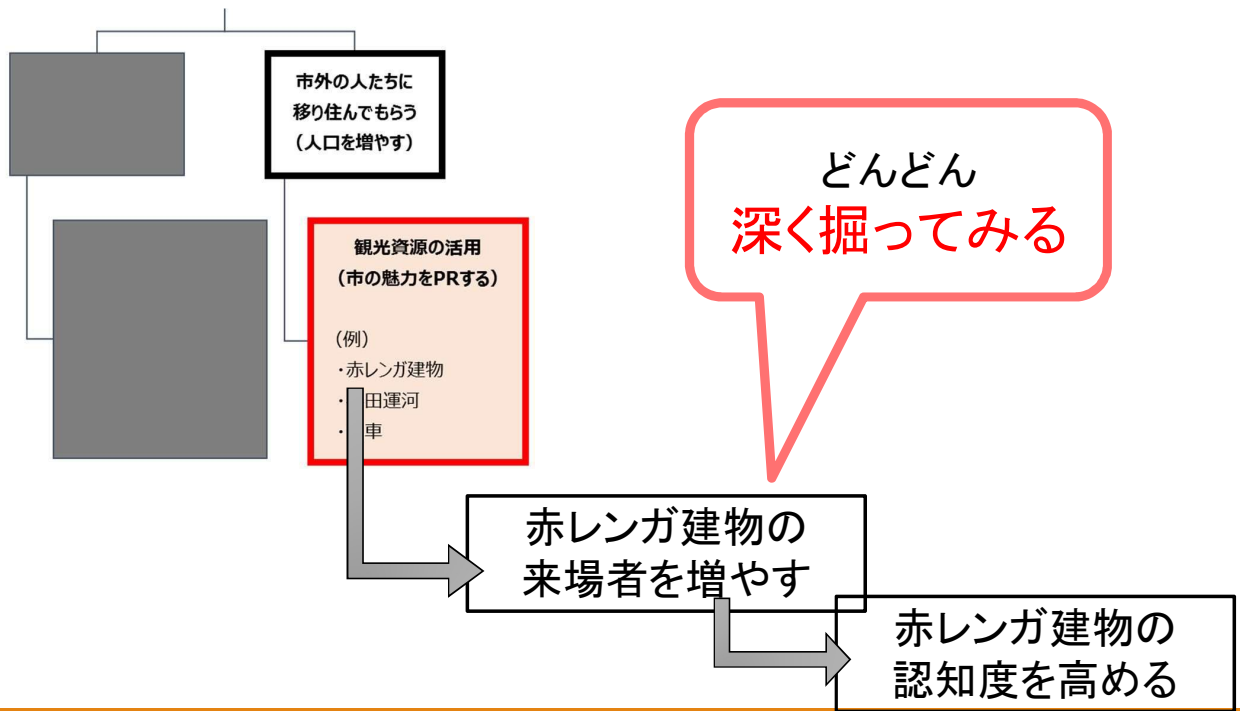 市外の人たちに
移り住んでもらう
（人口を増やす）
観光資源の活用
（市の魅力をPRする）
（例）
・赤レンガ建物
・田運河
・車
どんどん
深く掘ってみる
赤レンガ建物の
来場者を増やす
赤レンガ建物の
認知度を高める